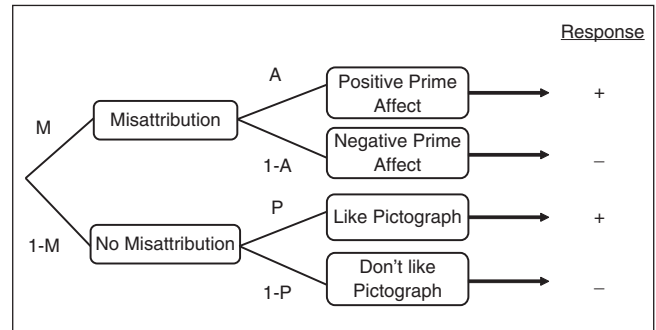 Response
A
Positive Prime
Affect
+
M
Misattribution
1-A
Negative Prime
Affect
–
P
Like Pictograph
+
1-M
No Misattribution
1-P
Don't like
Pictograph
–